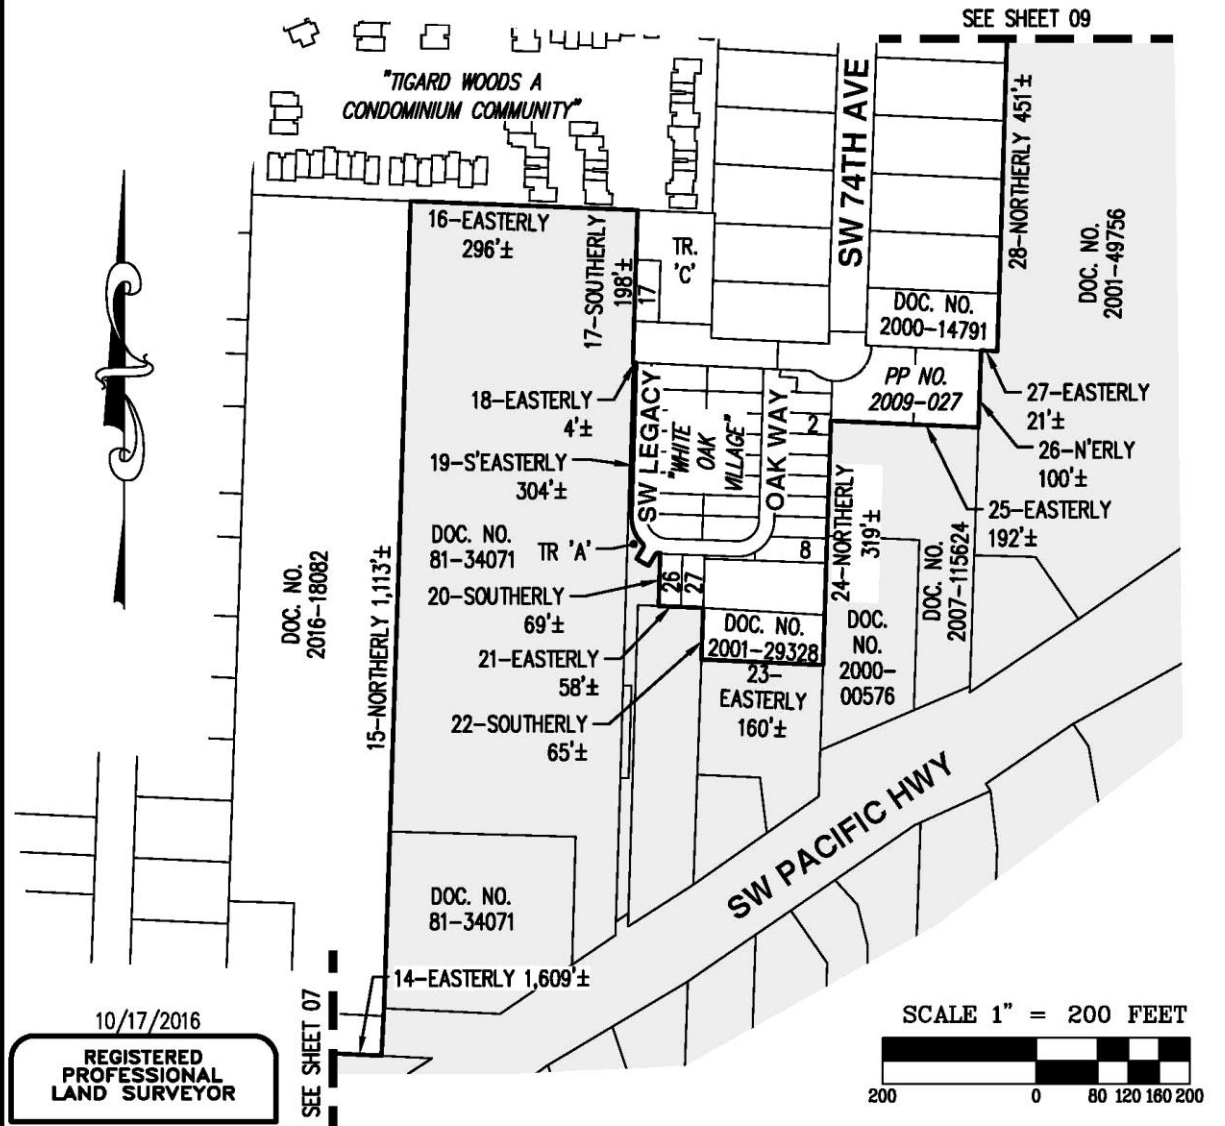 SEE SHEET 09
"TIGARD WOODS A
CONDOMINIUM COMMUNITY"
SW 74TH AVE
28-NORTHERLY 451'±
DOC. NO.
2001-49756
16-EASTERLY
296'±
17-SOUTHERLY
198'±
TR.
'C'
17
DOC. NO.
2000-14791
PP NO.
2009-027
27-EASTERLY
21'±
26-N'ERLY
100'±
25-EASTERLY
192'±
18-EASTERLY
4'±
19-S'EASTERLY
304'±
SW LEGACY
"WHITE
OAK
VILLAGE"
OAK WAY
2
8
24-NORTHERLY
319'±
DOC. NO.
81-34071
TR 'A'
20-SOUTHERLY
69'±
26
27
21-EASTERLY
58'±
22-SOUTHERLY
65'±
DOC. NO.
2001-29328
23-
EASTERLY
160'±
DOC.
NO.
2000-
00576
DOC. NO.
2007-115624
DOC. NO.
2016-18082
15-NORTHERLY 1,113'±
SW PACIFIC HWY
DOC. NO.
81-34071
14-EASTERLY 1,609'±
SEE SHEET 07
10/17/2016
REGISTERED
PROFESSIONAL
LAND SURVEYOR
SCALE 1" = 200 FEET
200 0 80 120 160 200